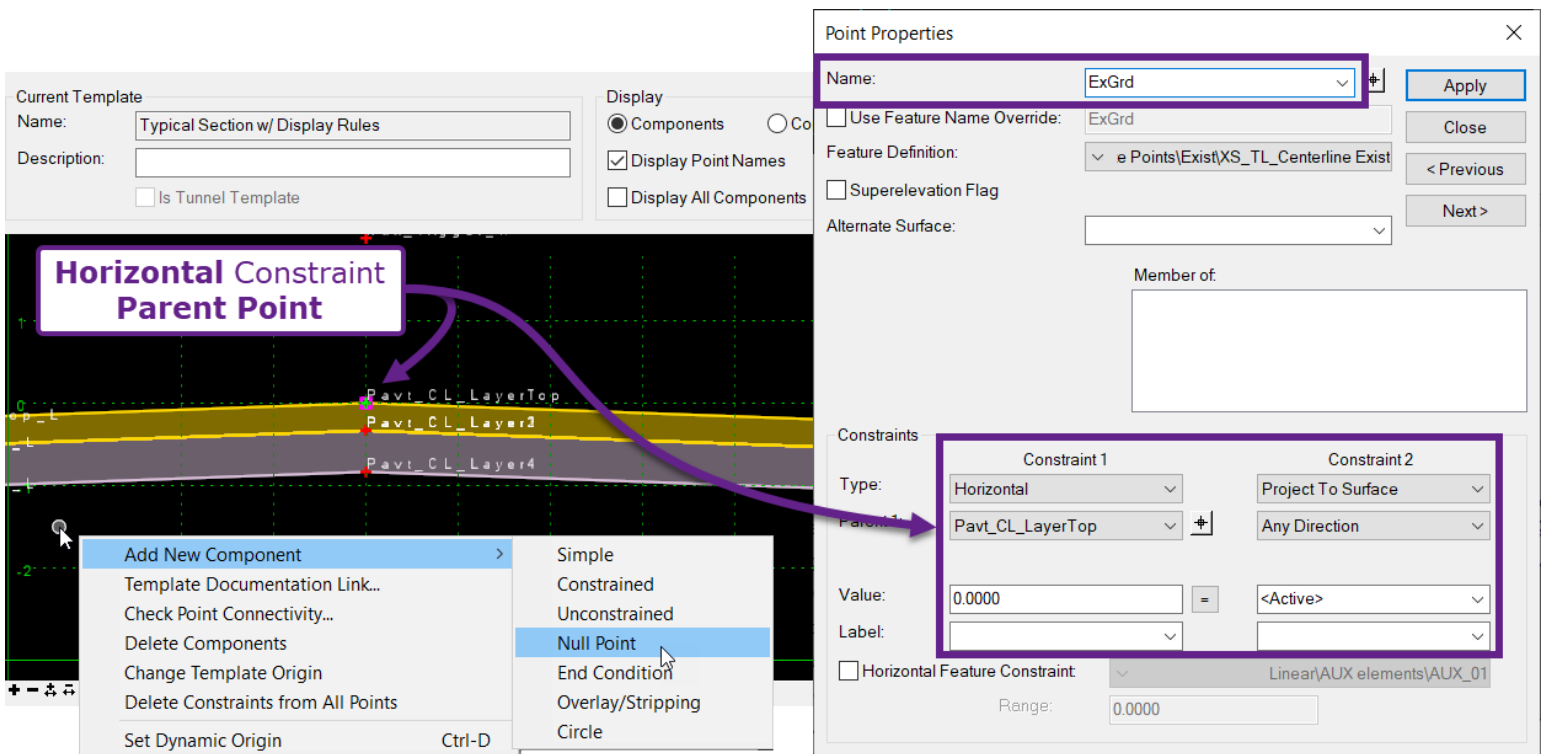 Current Template
Name:
Typical Section w/ Display Rules
Description:
Is Tunnel Template
Display
Components
Co
Display Point Names
Display All Components
Horizontal Constraint
Parent Point
1
0
Pavt_CL_LayerTop
op_L
Pavt_CL_Layer3
_L
Pavt_CL_Layer4
_L
-2
Add New Component >
Template Documentation Link...
Check Point Connectivity...
Delete Components
Change Template Origin
Delete Constraints from All Points
Set Dynamic Origin Ctrl-D
Simple
Constrained
Unconstrained
Null Point
End Condition
Overlay/Stripping
Circle
Point Properties
Name: ExGrd
Apply
Use Feature Name Override: ExGrd
Close
Feature Definition: e Points\Exist\XS_TL_Centerline Exist
< Previous
Superelevation Flag
Next >
Alternate Surface:
Member of:
Constraints
Constraint 1 Constraint 2
Type: Horizontal Project To Surface
Parent 1: Pavt_CL_LayerTop Any Direction
Value: 0.0000 = <Active>
Label:
Horizontal Feature Constraint: Linear\AUX elements\AUX_01
Range: 0.0000